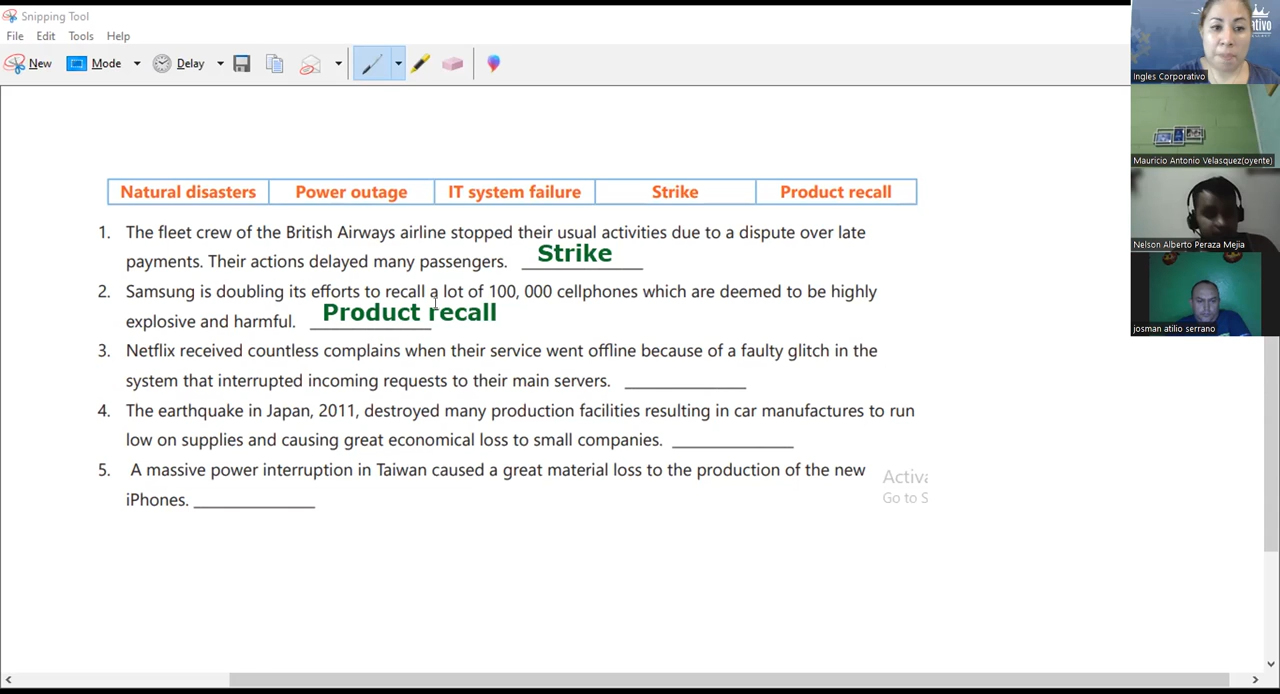 Snipping Tool
File Edit Tools Help
New Mode Delay
Natural disasters Power outage IT system failure Strike Product recall
1. The fleet crew of the British Airways airline stopped their usual activities due to a dispute over late
payments. Their actions delayed many passengers. Strike
2. Samsung is doubling its efforts to recall a lot of 100, 000 cellphones which are deemed to be highly
explosive and harmful. Product recall
3. Netflix received countless complains when their service went offline because of a faulty glitch in the
system that interrupted incoming requests to their main servers.
4. The earthquake in Japan, 2011, destroyed many production facilities resulting in car manufactures to run
low on supplies and causing great economical loss to small companies.
5. A massive power interruption in Taiwan caused a great material loss to the production of the new
iPhones.
Activa
Go to S
ativo
Ingles Corporativo
Mauricio Antonio Velasquez(oyente)
Nelson Alberto Peraza Mejia
josman atilio serrano